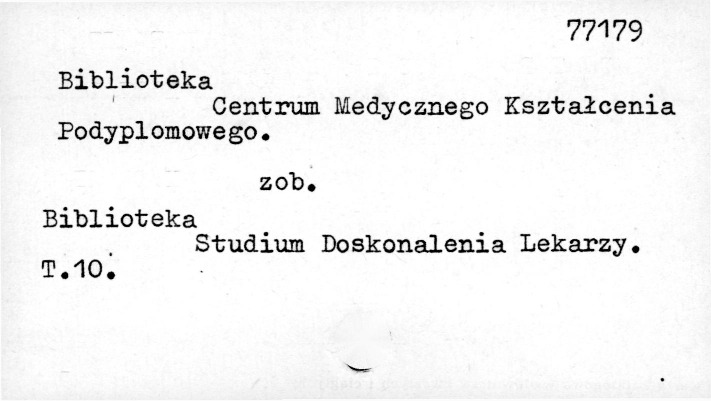 77179
Biblioteka
Centrum Medycznego Kształcenia
Podyplomowego.
zob.
Biblioteka
Studium Doskonalenia Lekarzy.
T.10.